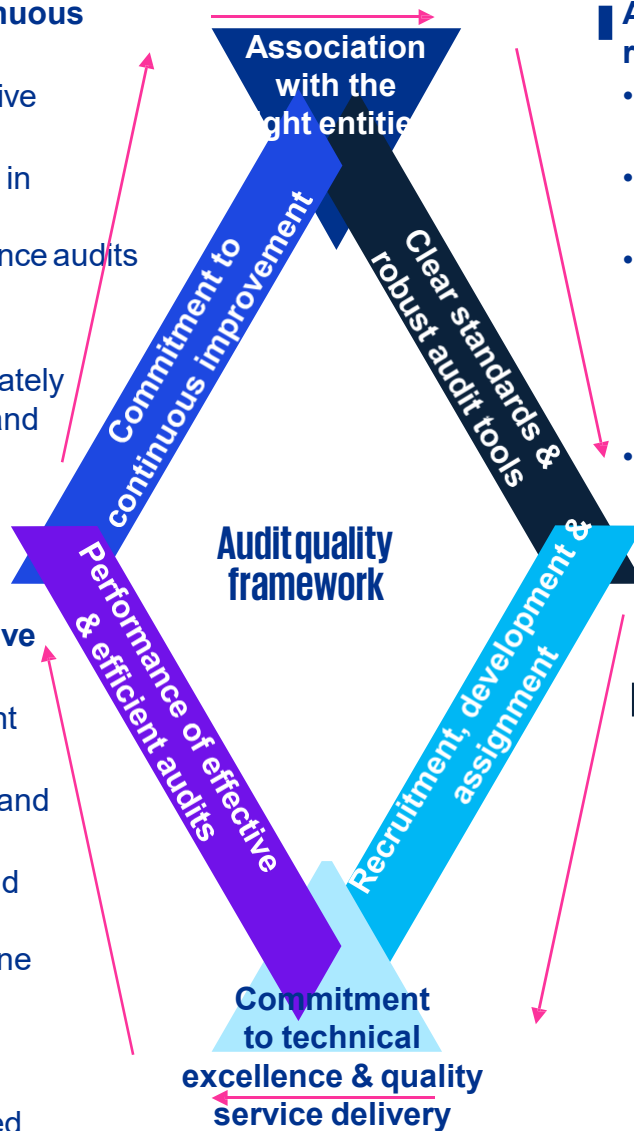 Association
with the
ght entitie
Commitment to
continuous improvement
Clear standards &
robust audit tools
Audit quality
framework
Performance of effective
& efficient audits
Recruitment, development &
assignment
Commitment
to technical
excellence & quality
service delivery
nuous
ive
in
nce audits
ately
and
ve
nt
and
d
ne
ed